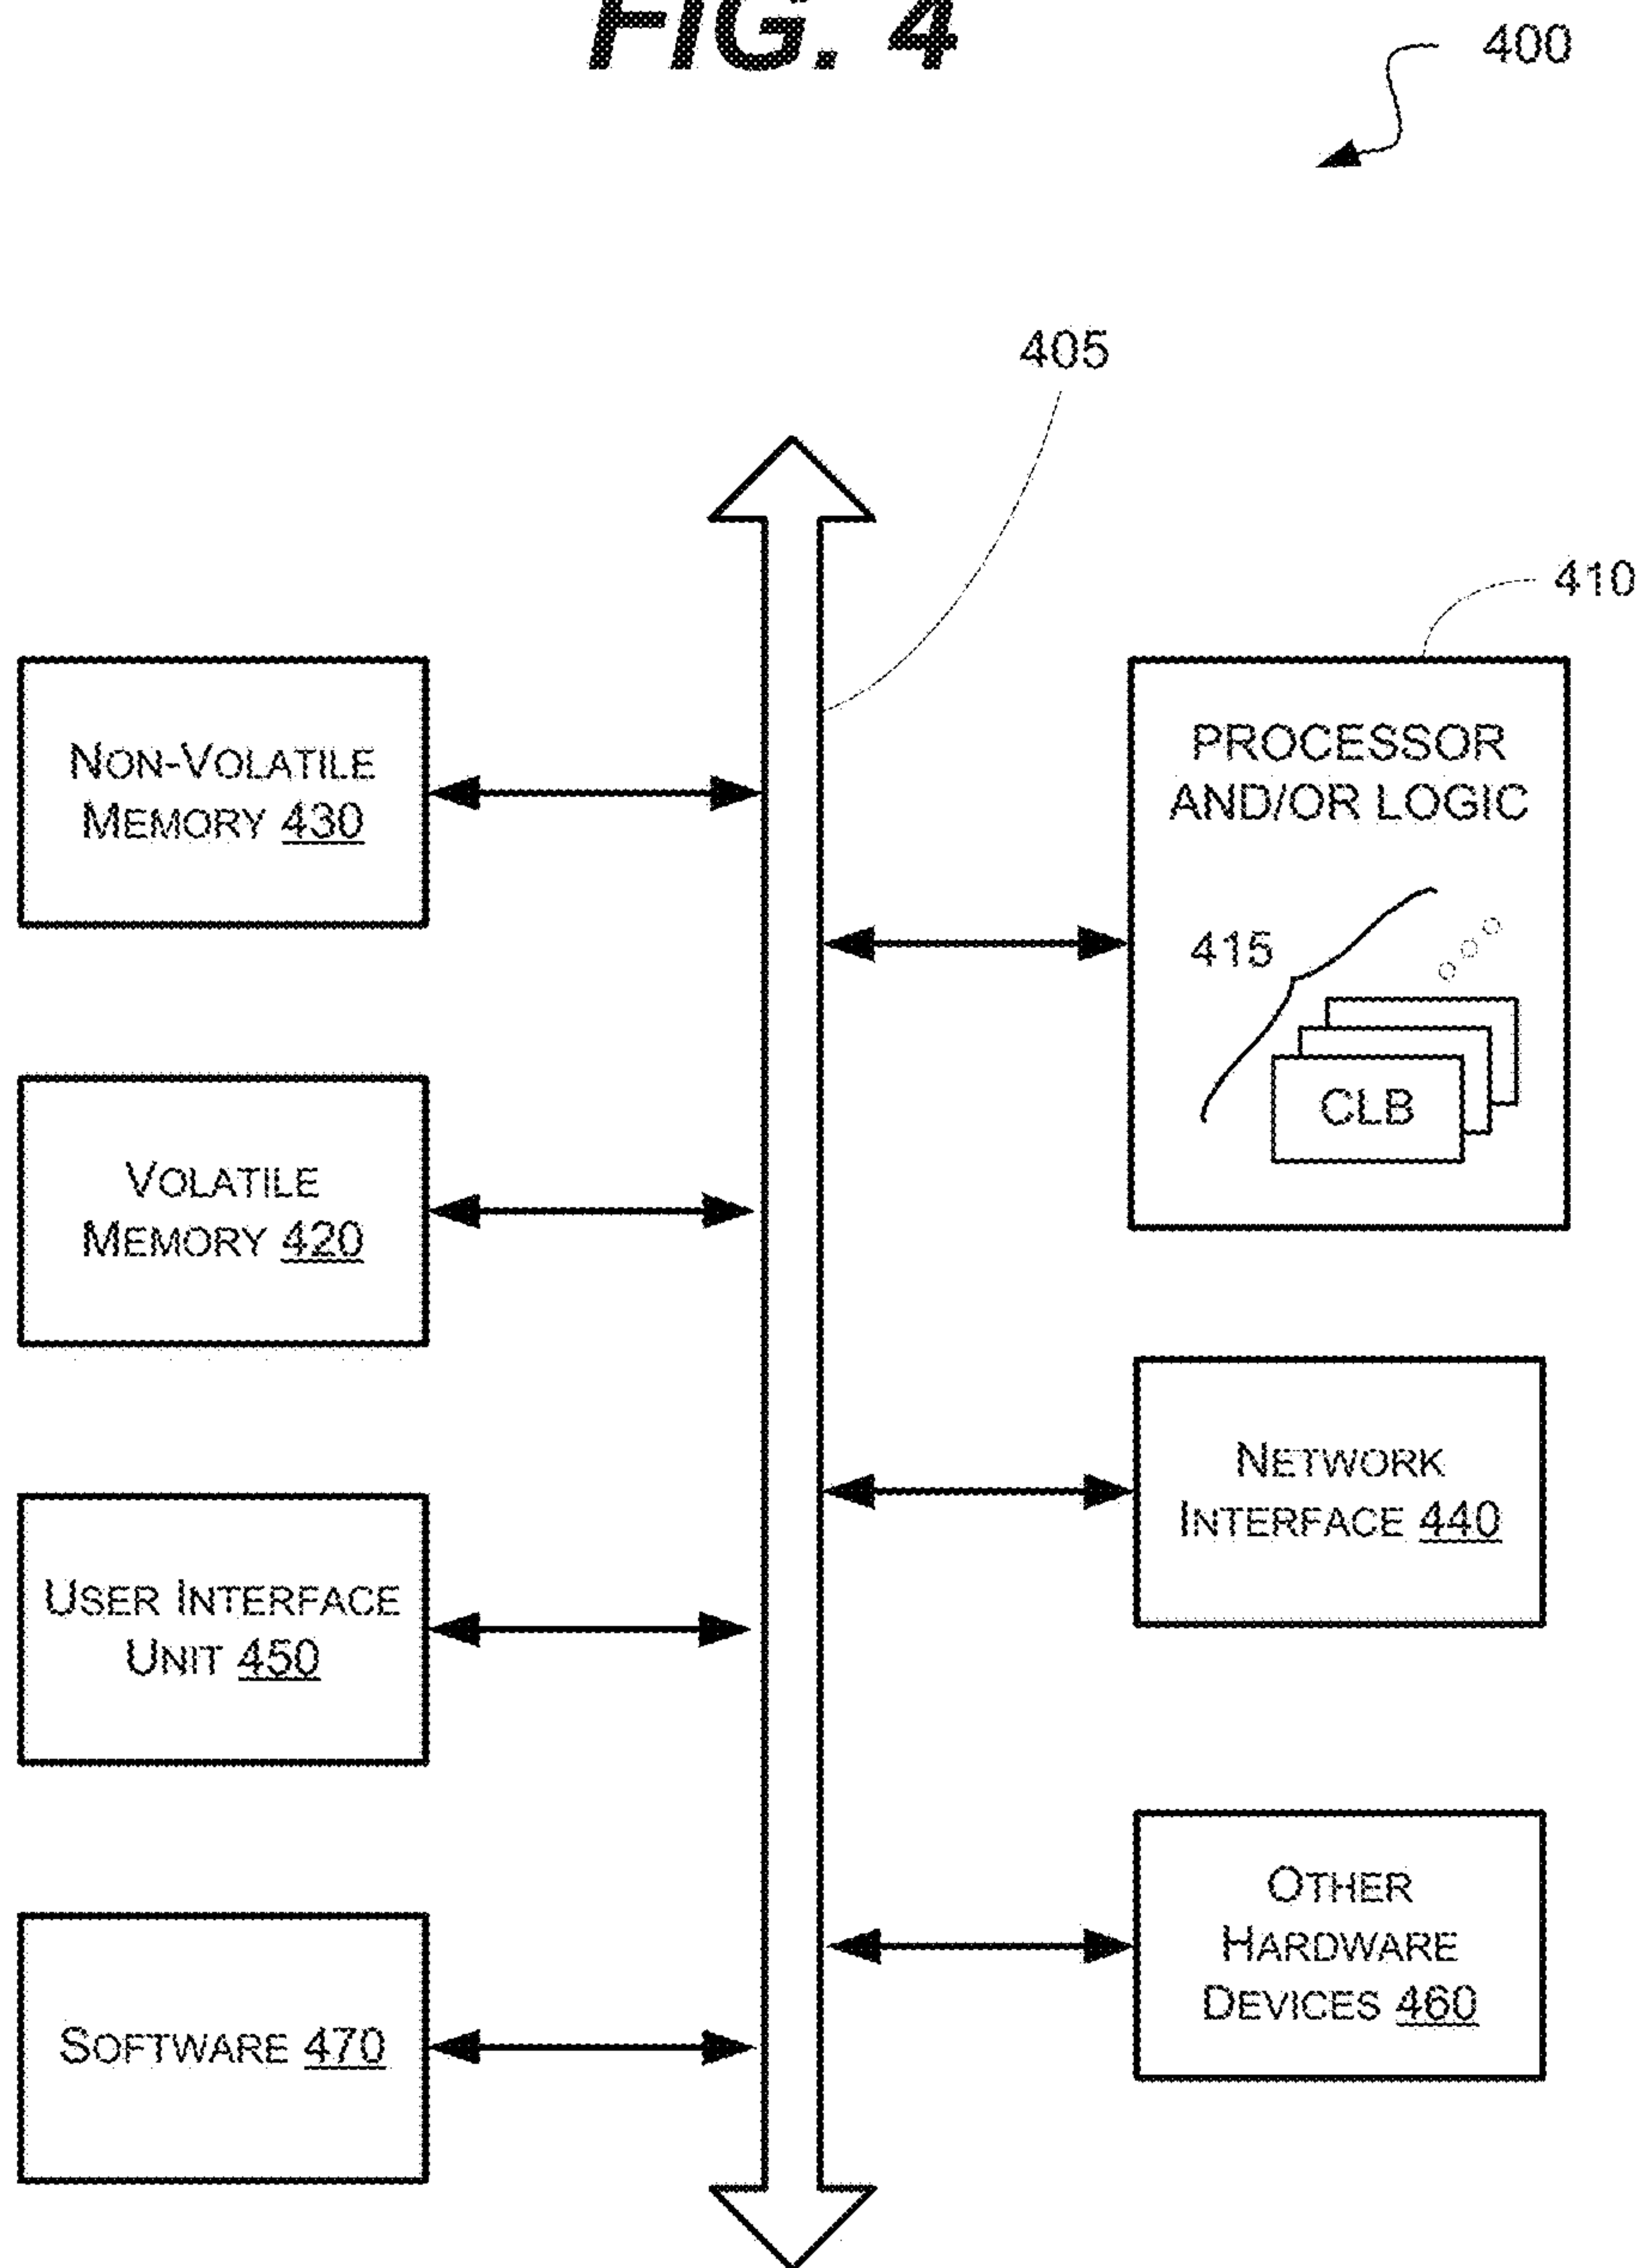 FIG. 4
400
405
410
NON-VOLATILE
MEMORY 430
PROCESSOR
AND/OR LOGIC
415
CLB
VOLATILE
MEMORY 420
NETWORK
INTERFACE 440
USER INTERFACE
UNIT 450
OTHER
HARDWARE
DEVICES 460
SOFTWARE 470